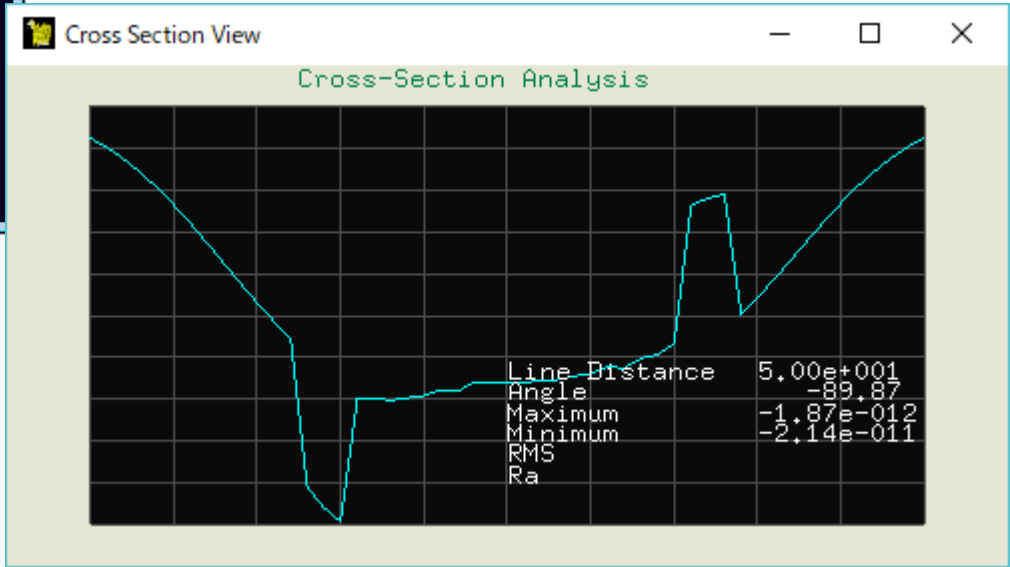 Cross Section View
Cross-Section Analysis
Line Distance 5.00e+001
Angle -89.87
Maximum -1.87e-012
Minimum -2.14e-011
RMS
Ra